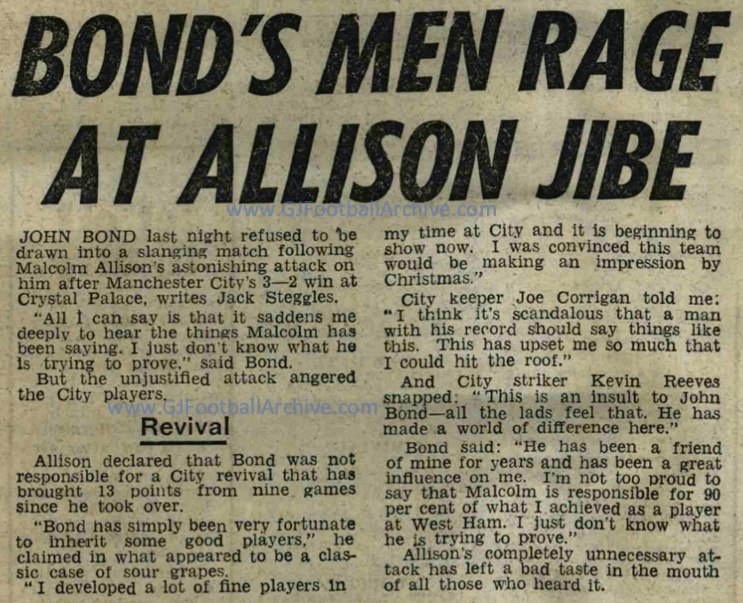 BOND'S MEN RAGE
AT ALLISON JIBE
www.GJFootballArchive.com
JOHN BOND last night refused to be
drawn into a slanging match following
Malcolm Allison's astonishing attack on
him after Manchester City's 3—2 win at
Crystal Palace, writes Jack Steggles.
"All I can say is that it saddens me
deeply to hear the things Malcolm has
been saying. I just don't know what he
is trying to prove," said Bond.
But the unjustified attack angered
the City players.
www.GJFootballArchive.com
Revival
Allison declared that Bond was not
responsible for a City revival that has
brought 13 points from nine games
since he took over.
"Bond has simply been very fortunate
to inherit some good players," he
claimed in what appeared to be a clas-
sic case of sour grapes.
"I developed a lot of fine players in
my time at City and it is beginning to
show now. I was convinced this team
would be making an impression by
Christmas."
City keeper Joe Corrigan told me:
"I think it's scandalous that a man
with his record should say things like
this. This has upset me so much that
I could hit the roof."
And City striker Kevin Reeves
snapped: "This is an insult to John
Bond—all the lads feel that. He has
made a world of difference here."
Bond said: "He has been a friend
of mine for years and has been a great
influence on me. I'm not too proud to
say that Malcolm is responsible for 90
per cent of what I achieved as a player
at West Ham. I just don't know what
he is trying to prove."
Allison's completely unnecessary at-
tack has left a bad taste in the mouth
of all those who heard it.